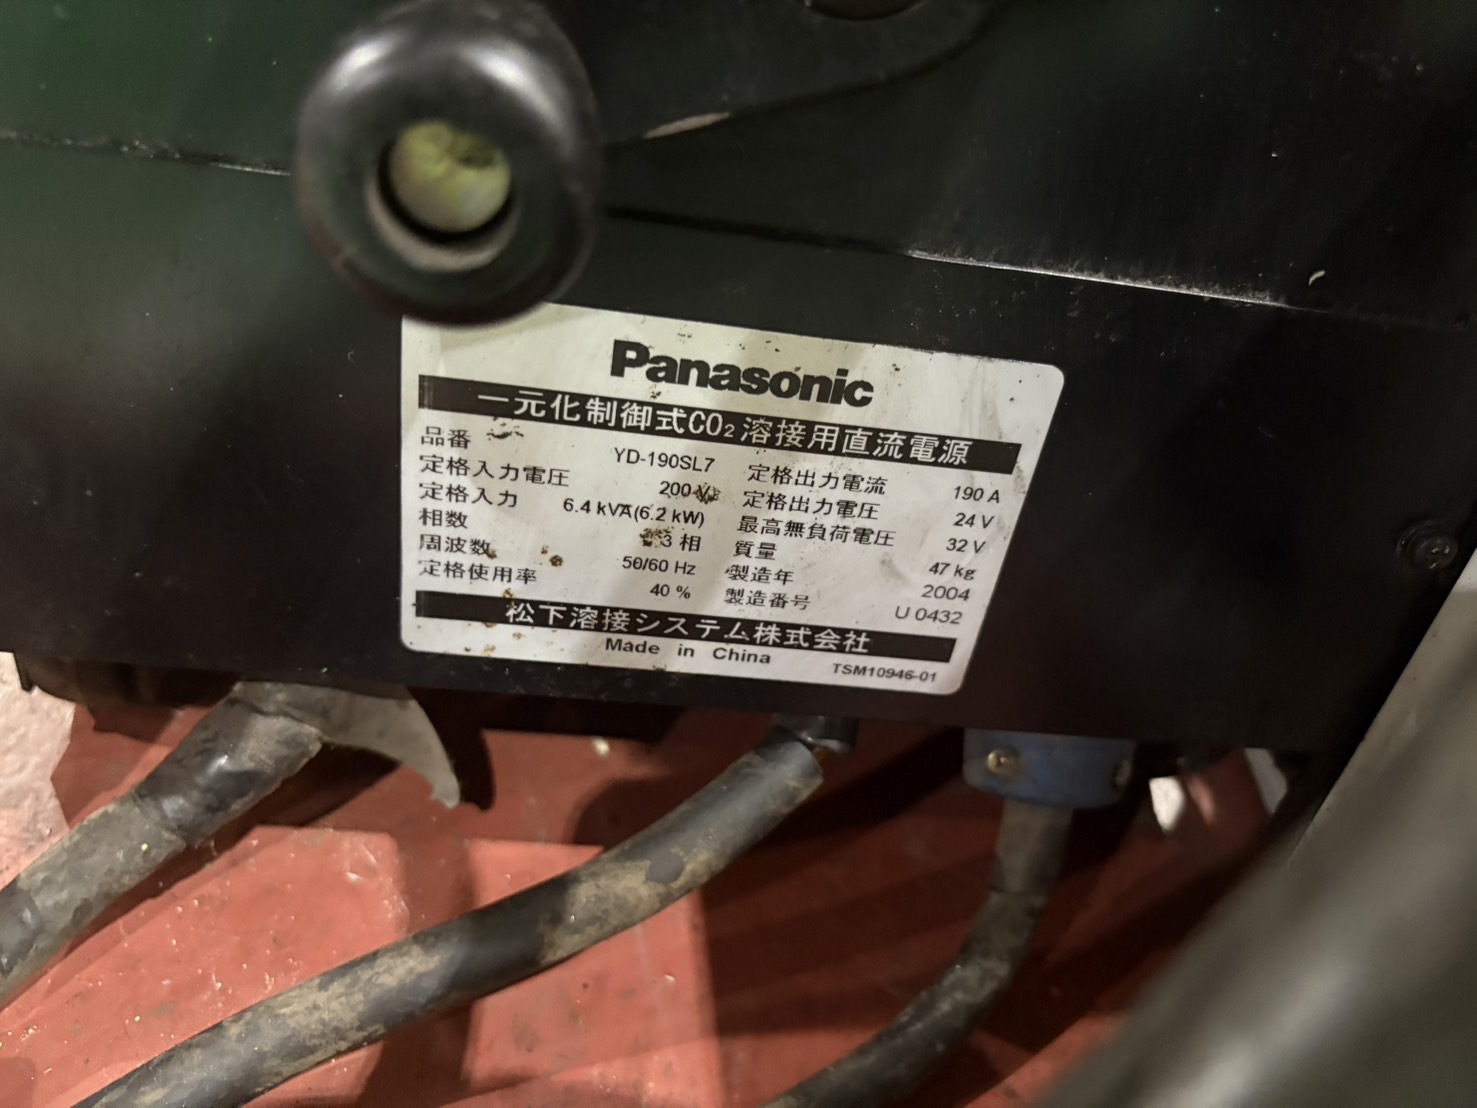 Panasonic
一元化制御式CO₂溶接用直流電源
品番 YD-190SL7 定格出力電流 190 A
定格入力電圧 200 V 定格出力電圧 24 V
定格入力 6.4 kVA(6.2 kW) 最高無負荷電圧 32 V
相数 3 相 質量 47 kg
周波数 50/60 Hz 製造年 2004
定格使用率 40 % 製造番号 U 0432
松下溶接システム株式会社
Made in China TSM10946-01